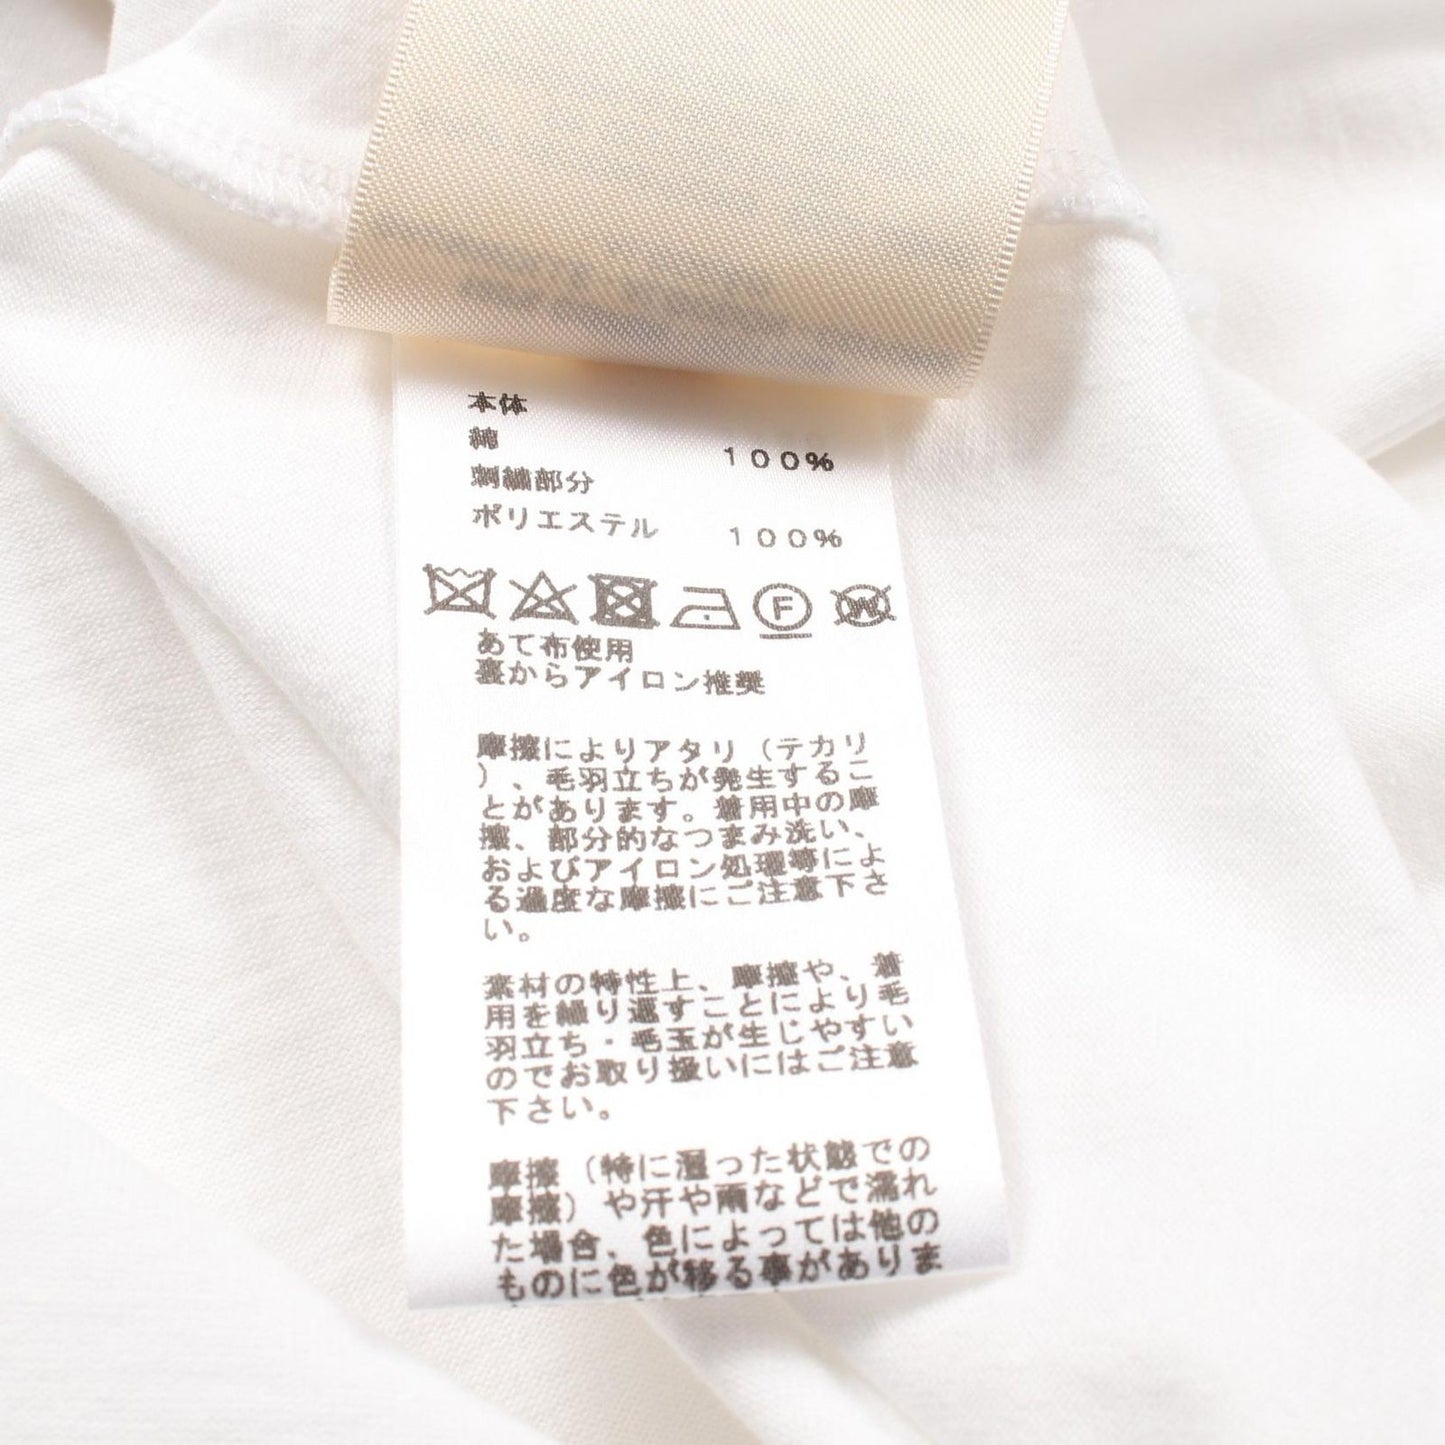 本体
綿 100%
刺繍部分
ポリエステル 100%
F
W
あて布使用
裏からアイロン推奨
摩擦によりアタリ（テカリ
）、毛羽立ちが発生するこ
とがあります。着用中の摩
擦、部分的なつまみ洗い、
およびアイロン処理等によ
る過度な摩擦にご注意下さ
い。
素材の特性上、摩擦や、着
用を繰り返すことにより毛
羽立ち・毛玉が生じやすい
のでお取り扱いにはご注意
下さい。
摩擦（特に湿った状態での
摩擦）や汗や雨などで濡れ
た場合、色によっては他の
ものに色が移る事がありま